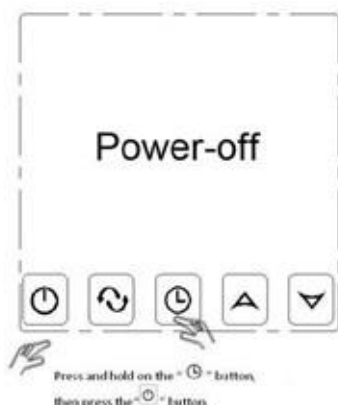 Power-off
Press and hold on the " " button,
then press the " " button